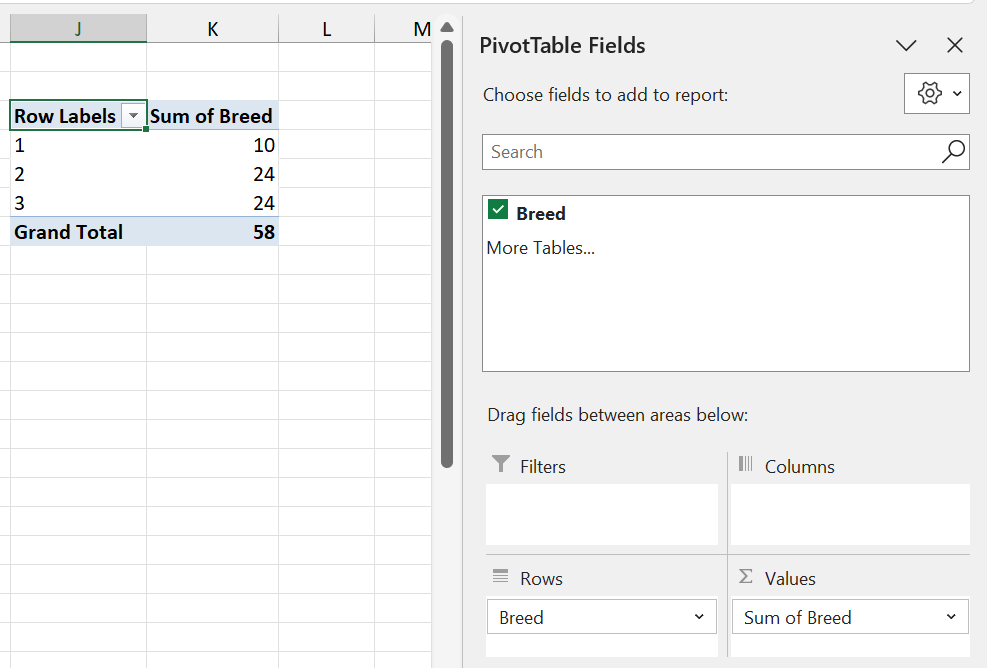 J K L M
Row Labels Sum of Breed
1 10
2 24
3 24
Grand Total 58
PivotTable Fields
Choose fields to add to report:
Search
Breed
More Tables...
Drag fields between areas below:
Filters
Columns
Rows
Σ Values
Breed
Sum of Breed